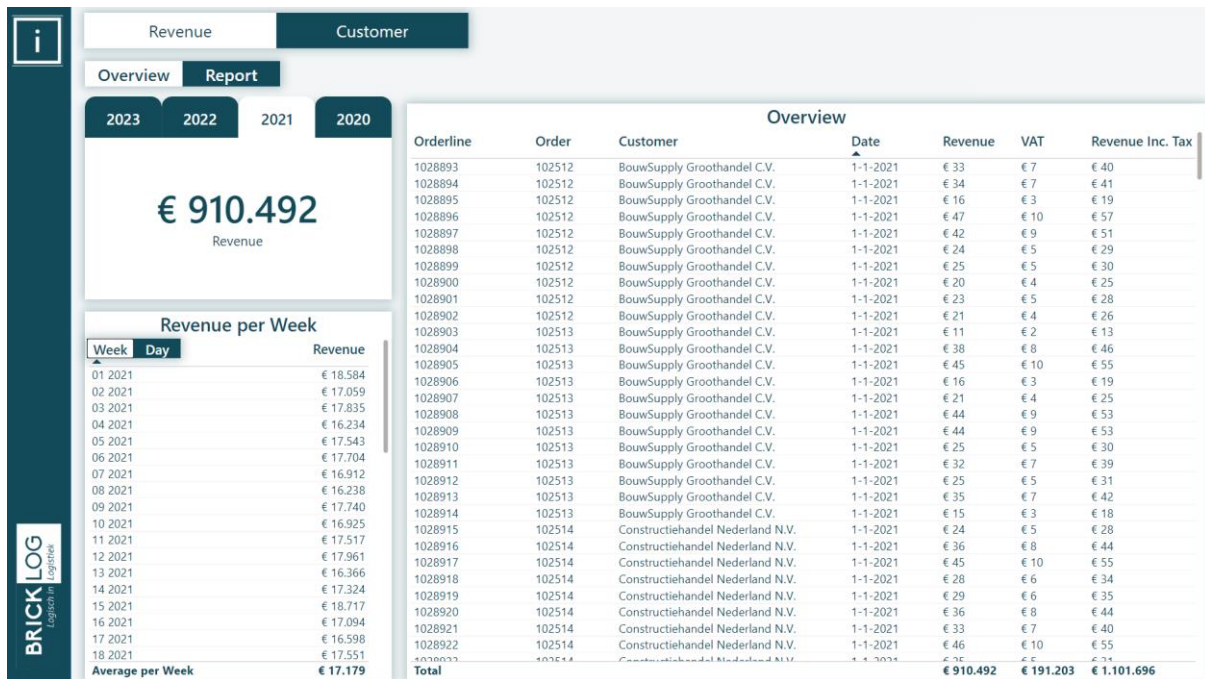 i
Revenue Customer
Overview Report
2023 2022 2021 2020
€ 910.492
Revenue
Revenue per Week
Week Day Revenue
01 2021 € 18.584
02 2021 € 17.059
03 2021 € 17.835
04 2021 € 16.234
05 2021 € 17.543
06 2021 € 17.704
07 2021 € 16.912
08 2021 € 16.238
09 2021 € 17.740
10 2021 € 16.925
11 2021 € 17.517
12 2021 € 17.961
13 2021 € 16.366
14 2021 € 17.324
15 2021 € 18.717
16 2021 € 17.094
17 2021 € 16.598
18 2021 € 17.551
Average per Week € 17.179
Overview
Orderline Order Customer Date Revenue VAT Revenue Inc. Tax
1028893 102512 BouwSupply Groothandel C.V. 1-1-2021 € 33 € 7 € 40
1028894 102512 BouwSupply Groothandel C.V. 1-1-2021 € 34 € 7 € 41
1028895 102512 BouwSupply Groothandel C.V. 1-1-2021 € 16 € 3 € 19
1028896 102512 BouwSupply Groothandel C.V. 1-1-2021 € 47 € 10 € 57
1028897 102512 BouwSupply Groothandel C.V. 1-1-2021 € 42 € 9 € 51
1028898 102512 BouwSupply Groothandel C.V. 1-1-2021 € 24 € 5 € 29
1028899 102512 BouwSupply Groothandel C.V. 1-1-2021 € 25 € 5 € 30
1028900 102512 BouwSupply Groothandel C.V. 1-1-2021 € 20 € 4 € 25
1028901 102512 BouwSupply Groothandel C.V. 1-1-2021 € 23 € 5 € 28
1028902 102512 BouwSupply Groothandel C.V. 1-1-2021 € 21 € 4 € 26
1028903 102513 BouwSupply Groothandel C.V. 1-1-2021 € 11 € 2 € 13
1028904 102513 BouwSupply Groothandel C.V. 1-1-2021 € 38 € 8 € 46
1028905 102513 BouwSupply Groothandel C.V. 1-1-2021 € 45 € 10 € 55
1028906 102513 BouwSupply Groothandel C.V. 1-1-2021 € 16 € 3 € 19
1028907 102513 BouwSupply Groothandel C.V. 1-1-2021 € 21 € 4 € 25
1028908 102513 BouwSupply Groothandel C.V. 1-1-2021 € 44 € 9 € 53
1028909 102513 BouwSupply Groothandel C.V. 1-1-2021 € 44 € 9 € 53
1028910 102513 BouwSupply Groothandel C.V. 1-1-2021 € 25 € 5 € 30
1028911 102513 BouwSupply Groothandel C.V. 1-1-2021 € 32 € 7 € 39
1028912 102513 BouwSupply Groothandel C.V. 1-1-2021 € 25 € 5 € 31
1028913 102513 BouwSupply Groothandel C.V. 1-1-2021 € 35 € 7 € 42
1028914 102513 BouwSupply Groothandel C.V. 1-1-2021 € 15 € 3 € 18
1028915 102514 Constructiehandel Nederland N.V. 1-1-2021 € 24 € 5 € 28
1028916 102514 Constructiehandel Nederland N.V. 1-1-2021 € 36 € 8 € 44
1028917 102514 Constructiehandel Nederland N.V. 1-1-2021 € 45 € 10 € 55
1028918 102514 Constructiehandel Nederland N.V. 1-1-2021 € 28 € 6 € 34
1028919 102514 Constructiehandel Nederland N.V. 1-1-2021 € 29 € 6 € 35
1028920 102514 Constructiehandel Nederland N.V. 1-1-2021 € 36 € 8 € 44
1028921 102514 Constructiehandel Nederland N.V. 1-1-2021 € 33 € 7 € 40
1028922 102514 Constructiehandel Nederland N.V. 1-1-2021 € 46 € 10 € 55
Total € 910.492 € 191.203 € 1.101.696
BRICKLOG
Logisch in Logistiek